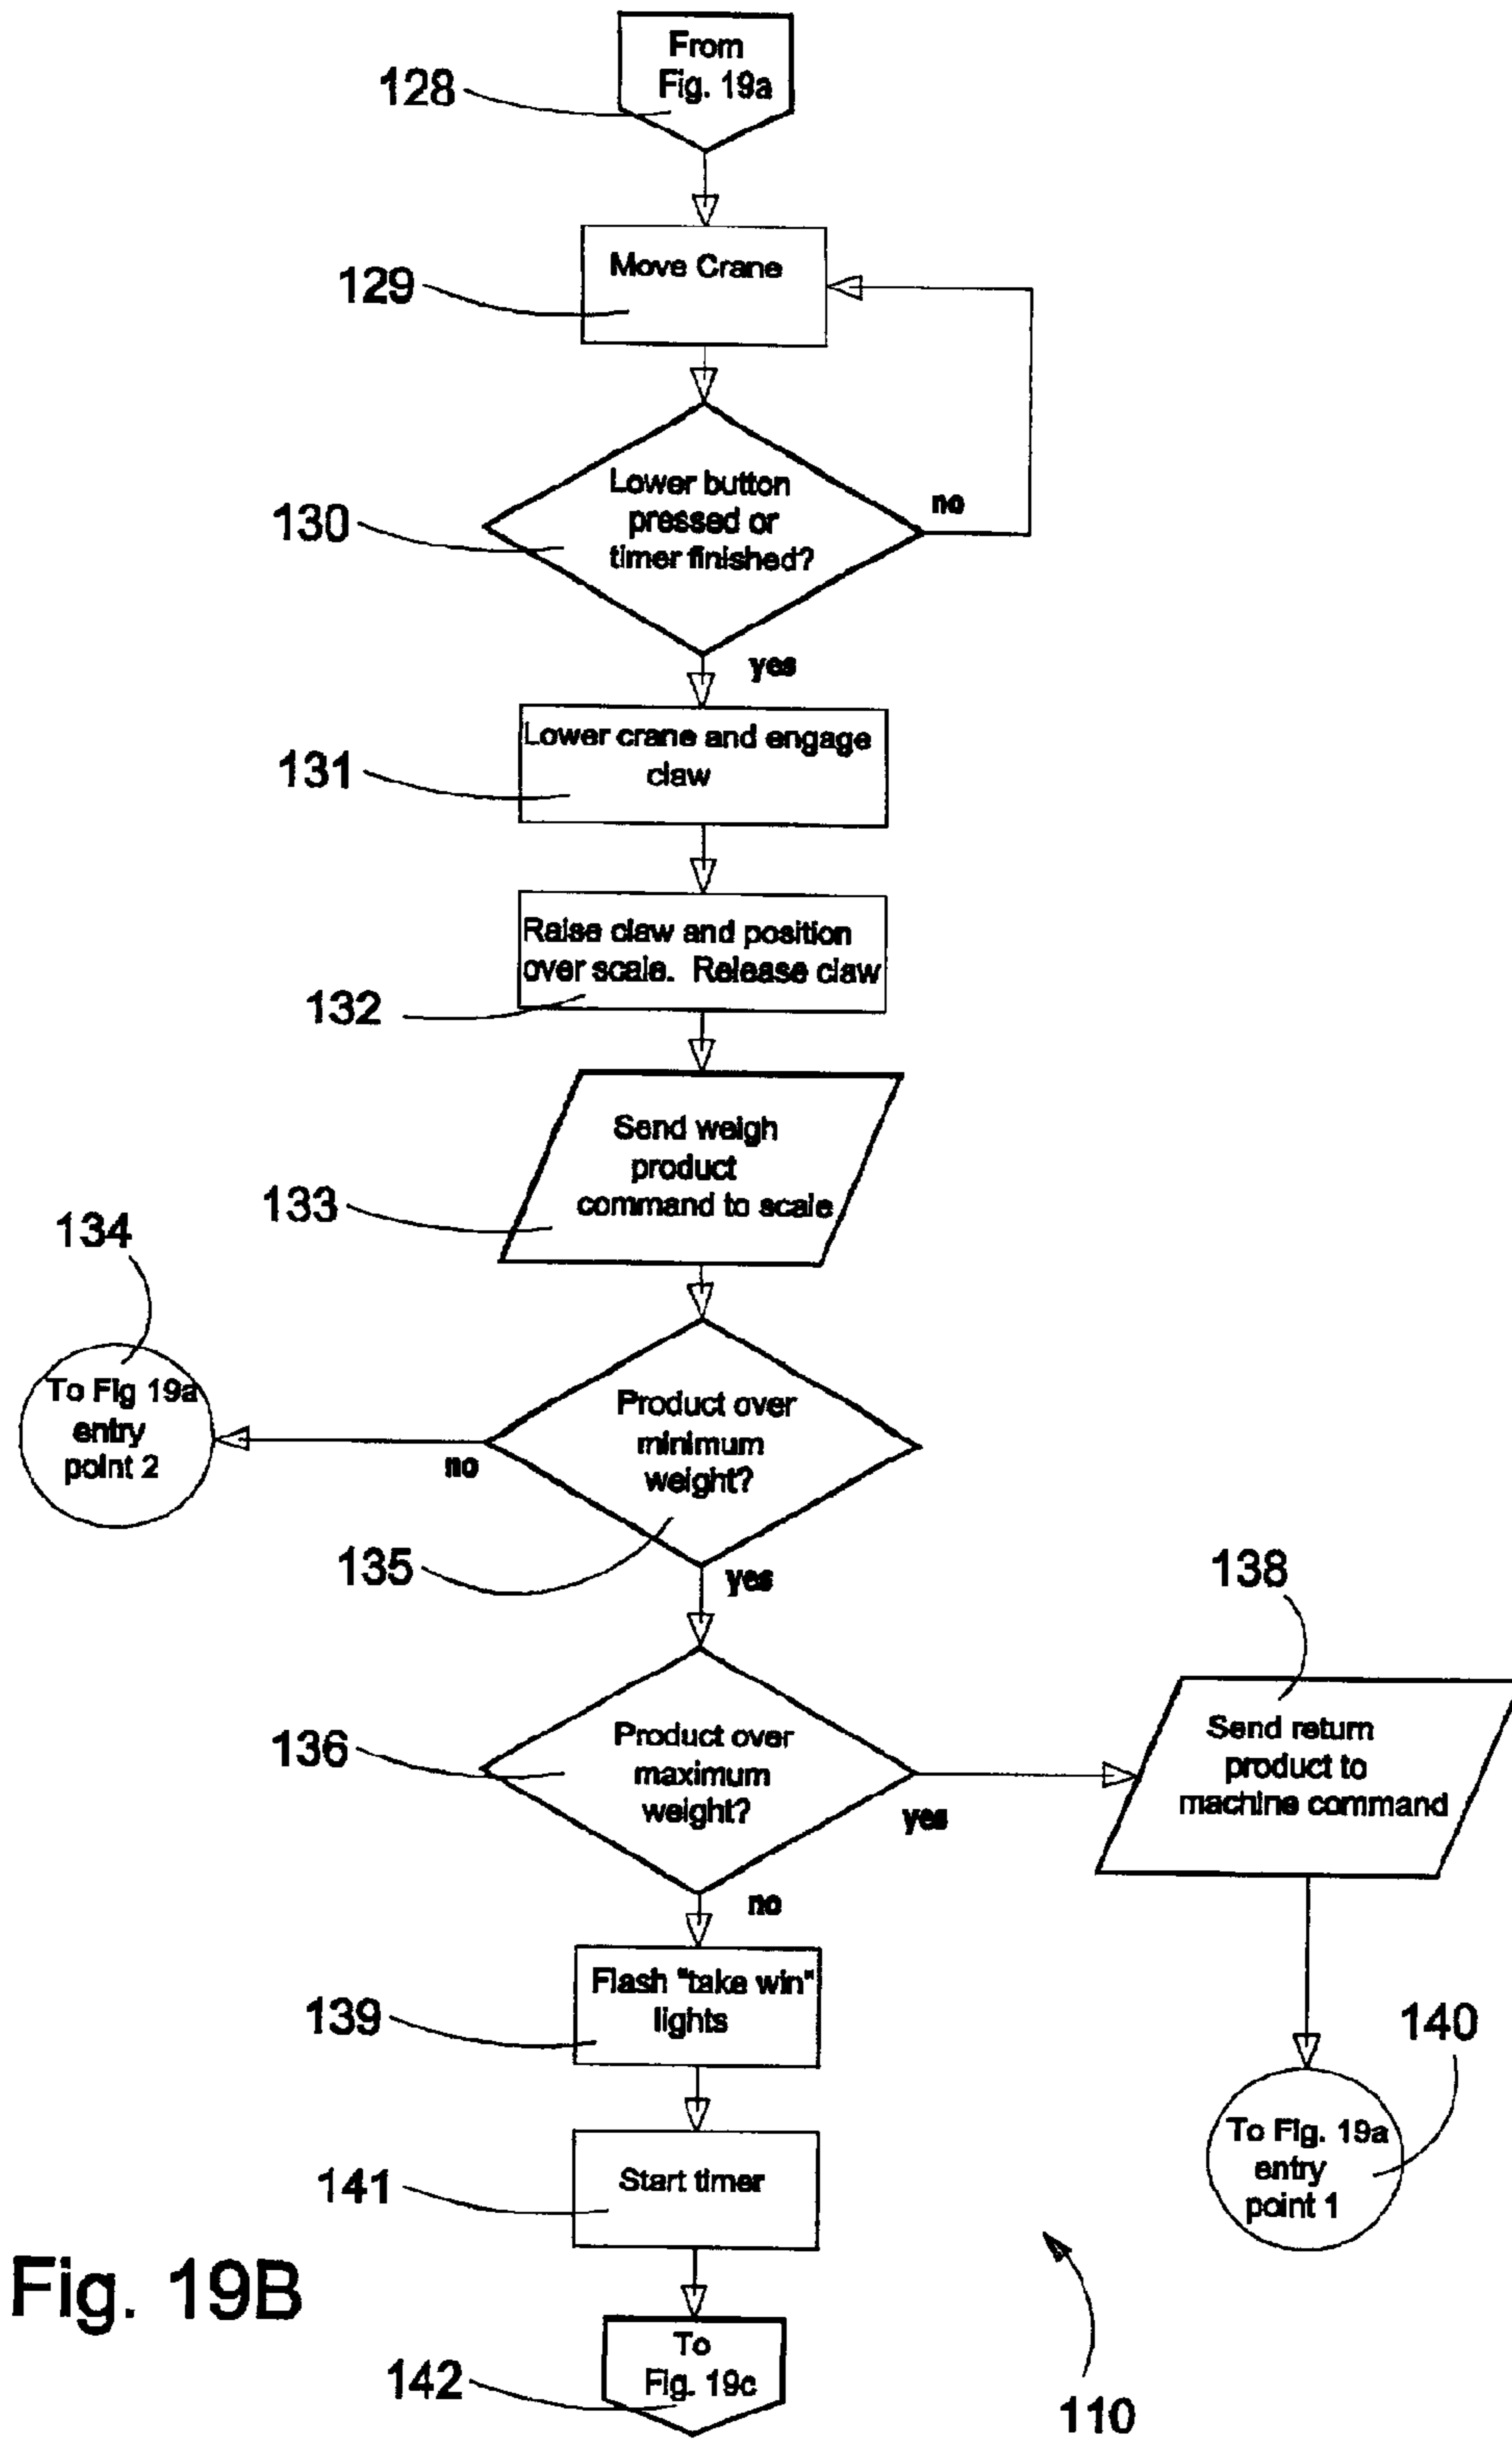 From
Fig. 19a
128
Move Crane
129
Lower button
pressed or
timer finished?
no
130
yes
Lower crane and engage
claw
131
Raise claw and position
over scale. Release claw
132
Send weigh
product
command to scale
133
134
To Fig 19a
entry
point 2
no
Product over
minimum
weight?
135
yes
138
Product over
maximum
weight?
136
yes
Send return
product to
machine command
no
Flash "take win"
lights
139
140
To Fig. 19a
entry
point 1
Start timer
141
Fig. 19B
To
Fig. 19c
142
110